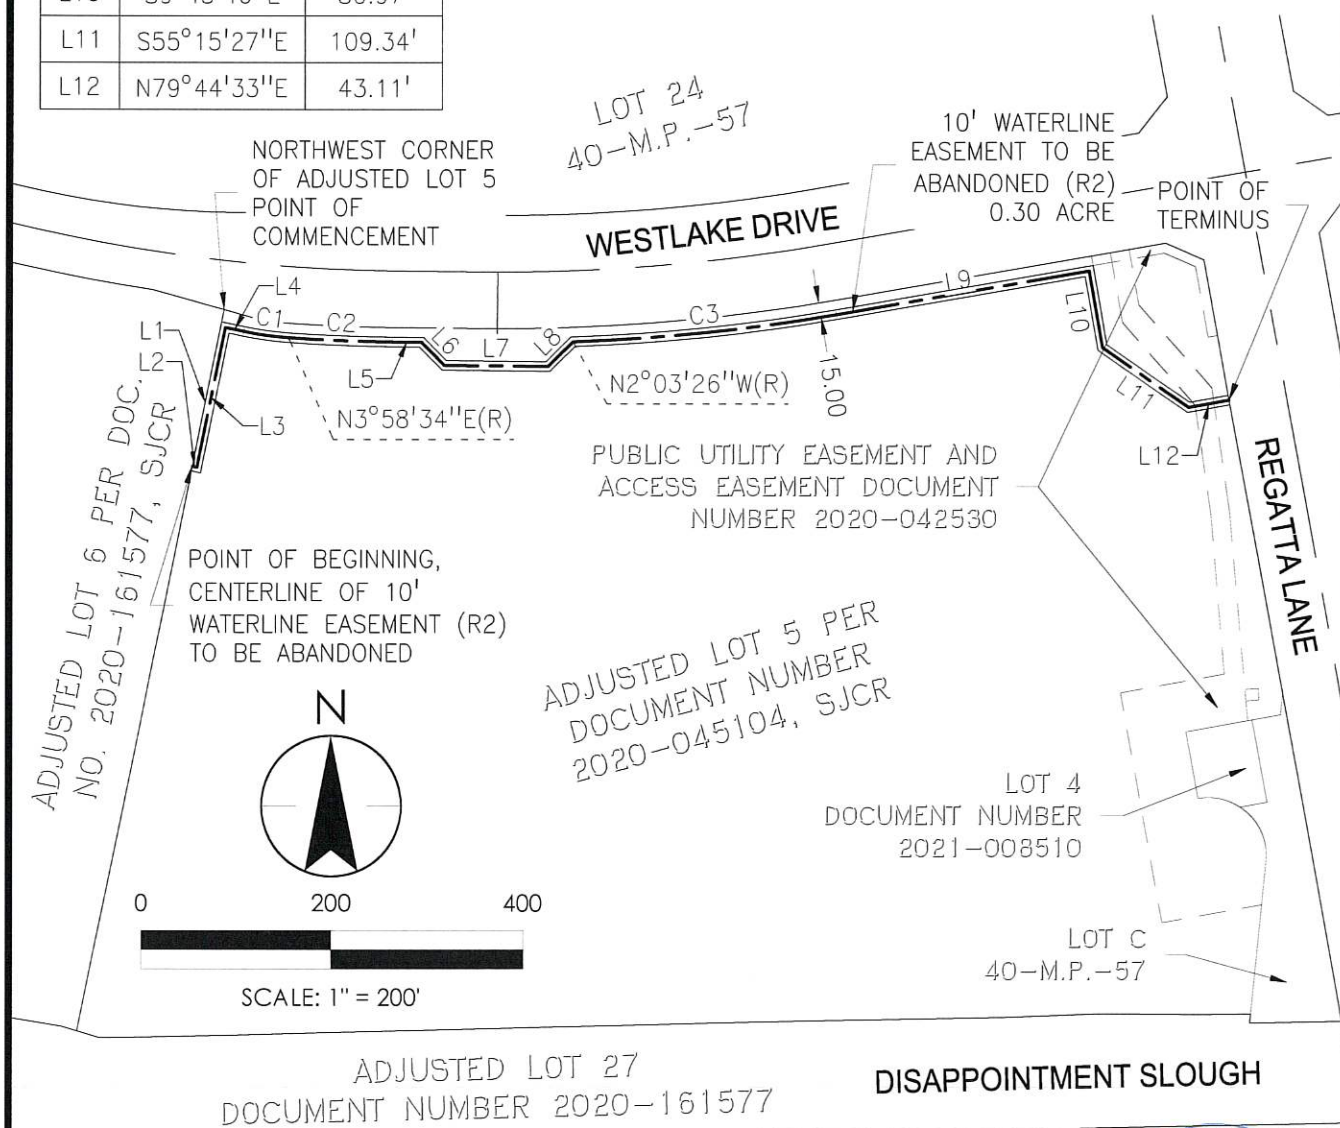 L11 S55°15'27"E 109.34'
L12 N79°44'33"E 43.11'
LOT 24
40-M.P.-57
NORTHWEST CORNER
OF ADJUSTED LOT 5
POINT OF
COMMENCEMENT
10' WATERLINE
EASEMENT TO BE
ABANDONED (R2)
0.30 ACRE
POINT OF
TERMINUS
WESTLAKE DRIVE
L4
C1
C2
C3
L9
L10
L1
L2
L3
L5
L6
L7
L8
L11
L12
15.00
N3°58'34"E(R)
N2°03'26"W(R)
PUBLIC UTILITY EASEMENT AND
ACCESS EASEMENT DOCUMENT
NUMBER 2020-042530
REGATTA LANE
ADJUSTED LOT 6 PER DOC.
NO. 2020-161577, SJCR
POINT OF BEGINNING,
CENTERLINE OF 10'
WATERLINE EASEMENT (R2)
TO BE ABANDONED
ADJUSTED LOT 5 PER
DOCUMENT NUMBER
2020-045104, SJCR
N
LOT 4
DOCUMENT NUMBER
2021-008510
0 200 400
SCALE: 1" = 200'
LOT C
40-M.P.-57
ADJUSTED LOT 27
DOCUMENT NUMBER 2020-161577
DISAPPOINTMENT SLOUGH